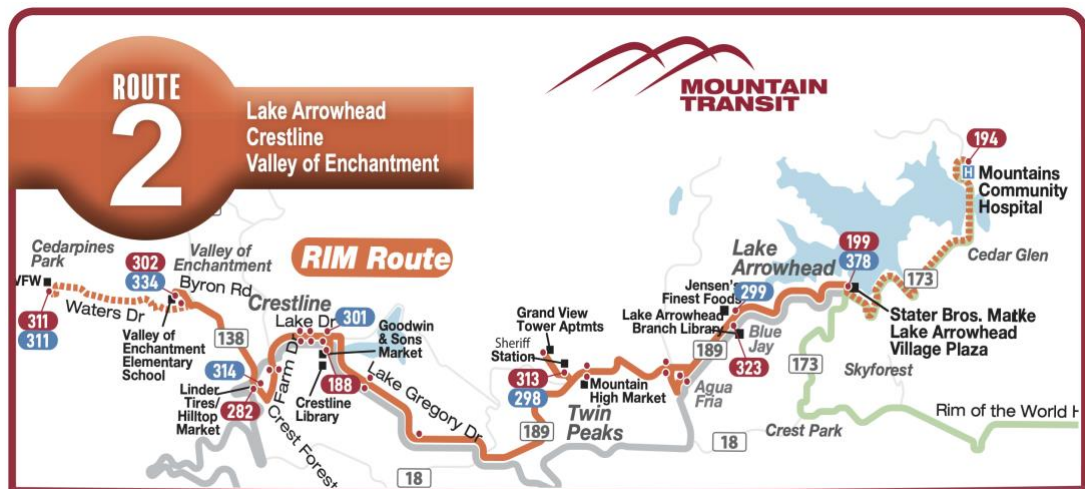 ROUTE
2
Lake Arrowhead
Crestline
Valley of Enchantment
MOUNTAIN
TRANSIT
RIM Route
194
H
Mountains
Community
Hospital
Cedar Glen
173
Cedarpines
Park
VFW
311
311
Waters Dr
302
334
Valley of
Enchantment
Byron Rd
Valley of
Enchantment
Elementary
School
138
314
Linder
Tires/
Hilltop
Market
282
Crestline
Lake Dr
301
Farm D
Goodwin
& Sons
Market
188
Crestline
Library
Crest Forest
Lake Gregory Dr
18
189
Grand View
Tower Aptmts
Sheriff
Station
313
298
Mountain
High Market
Twin
Peaks
Lake
Arrowhead
199
378
Jensen's
Finest Foods
299
Lake Arrowhead
Branch Library
189
Blue
Jay
323
Agua
Fria
Stater Bros. Matke
Lake Arrowhead
Village Plaza
173
Skyforest
Crest Park
18
Rim of the World H